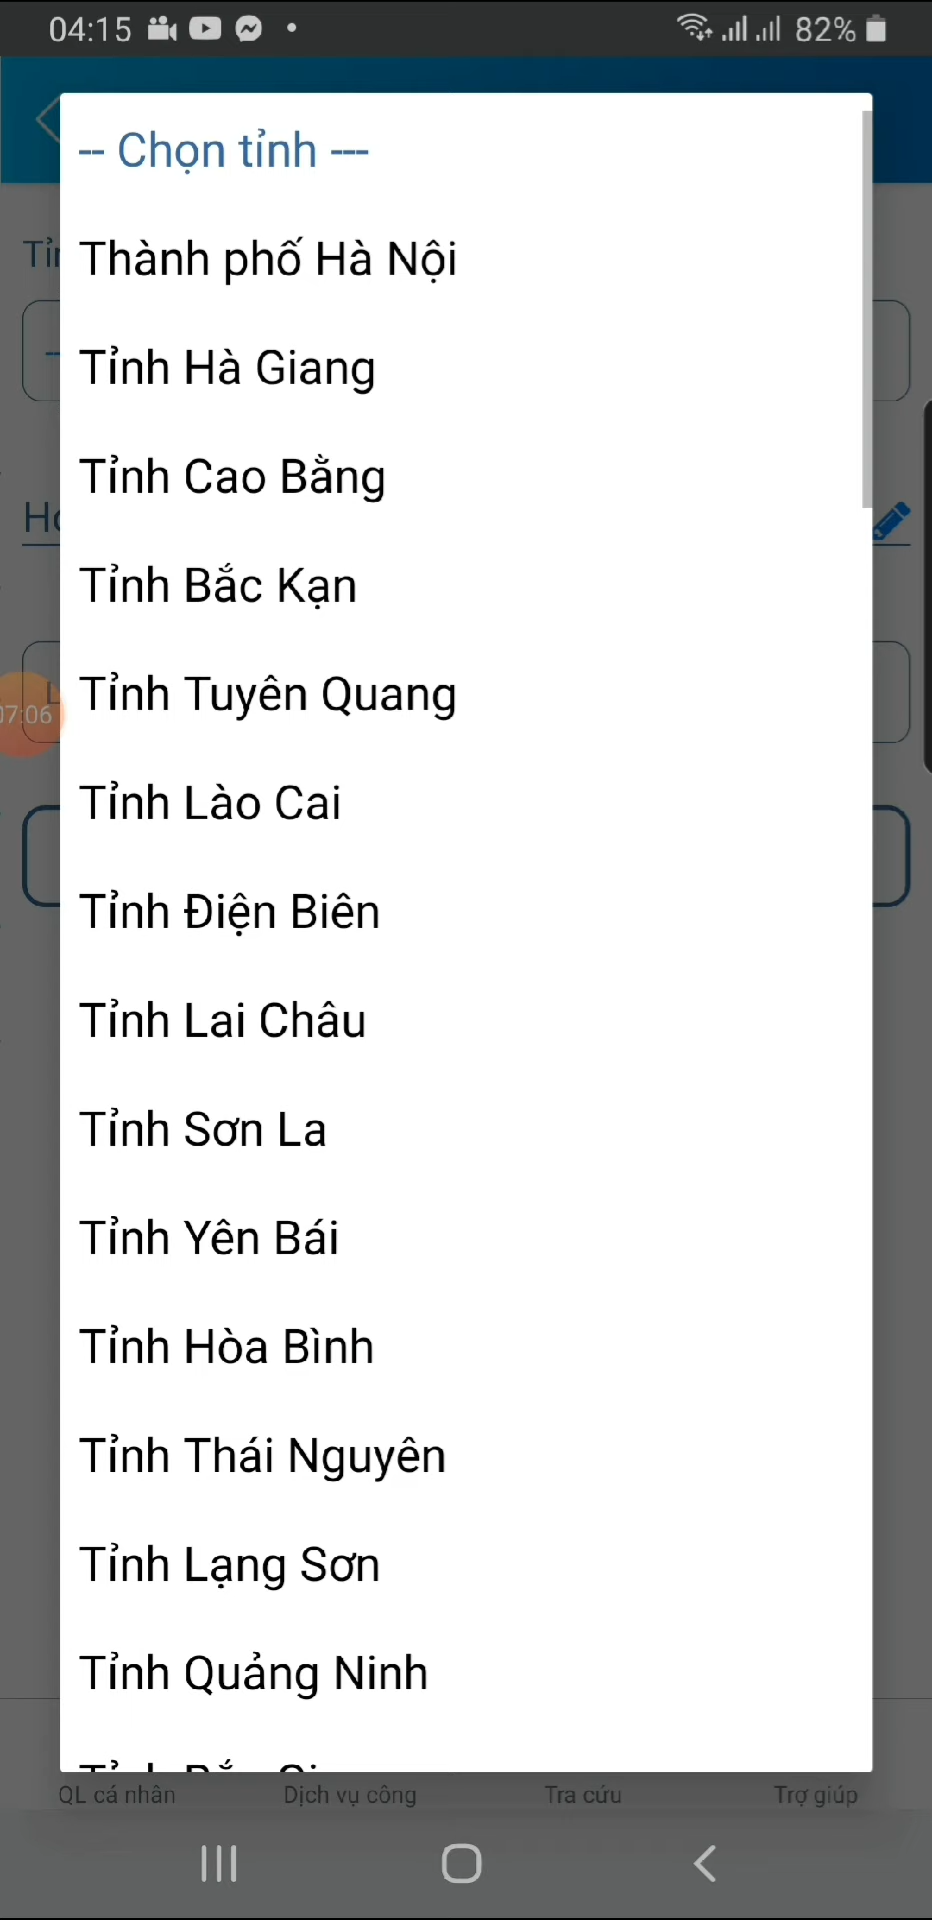 04:15
82%
-- Chọn tỉnh ---
Thành phố Hà Nội
Tỉnh Hà Giang
Tỉnh Cao Bằng
Tỉnh Bắc Kạn
Tỉnh Tuyên Quang
07:06
Tỉnh Lào Cai
Tỉnh Điện Biên
Tỉnh Lai Châu
Tỉnh Sơn La
Tỉnh Yên Bái
Tỉnh Hòa Bình
Tỉnh Thái Nguyên
Tỉnh Lạng Sơn
Tỉnh Quảng Ninh
QL cá nhân
Dịch vụ công
Tra cứu
Trợ giúp